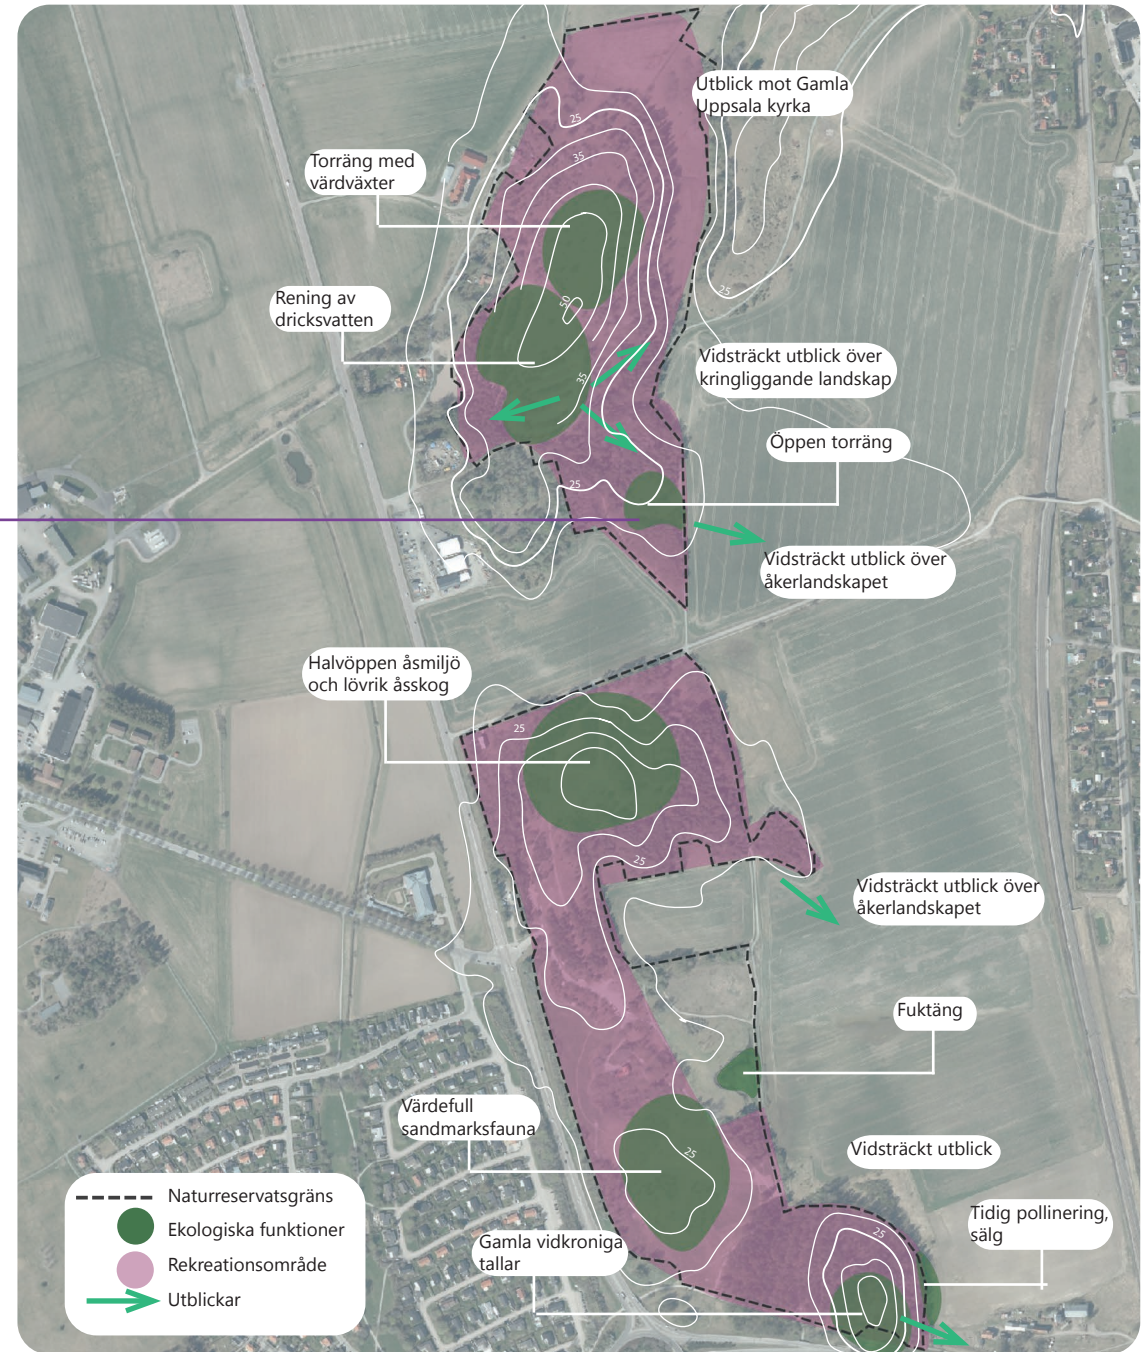 Utblick mot Gamla
Uppsala kyrka
25
Torräng med
värdväxter
35
25
Rening av
dricksvatten
50
Vidsträckt utblick över
kringliggande landskap
35
Öppen torräng
25
Vidsträckt utblick över
åkerlandskapet
Halvöppen åsmiljö
och lövrik åsskog
25
25
Vidsträckt utblick över
åkerlandskapet
Fuktäng
Värdefull
sandmarksfauna
25
Vidsträckt utblick
Tidig pollinering,
sälg
25
Gamla vidkroniga
tallar
Naturreservatsgräns
Ekologiska funktioner
Rekreationsområde
Utblickar